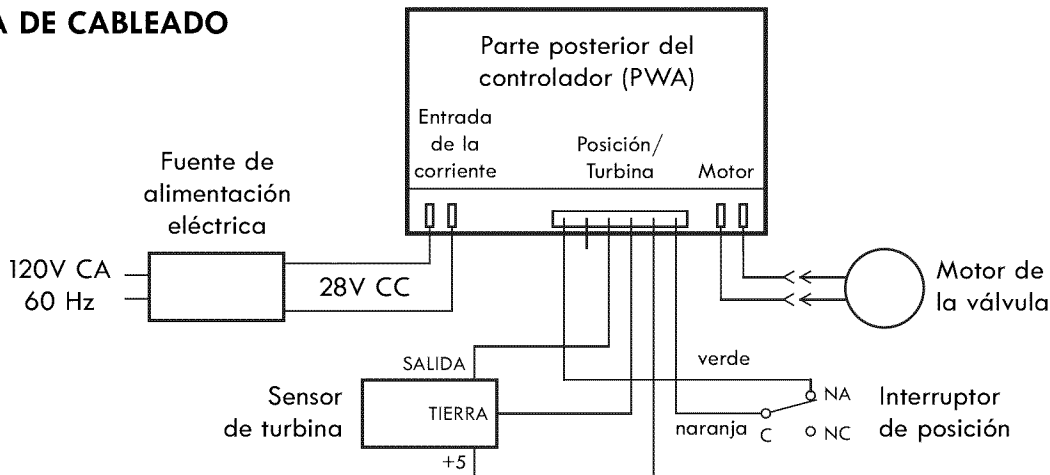 A DE CABLEADO
Parte posterior del
controlador (PWA)
Entrada
de la
corriente
Posición/
Turbina
Motor
Fuente de
alimentación
eléctrica
120V CA
60 Hz
28V CC
Motor de
la válvula
SALIDA
Sensor
de turbina
TIERRA
+5
verde
naranja
C
NA
NC
Interruptor
de posición